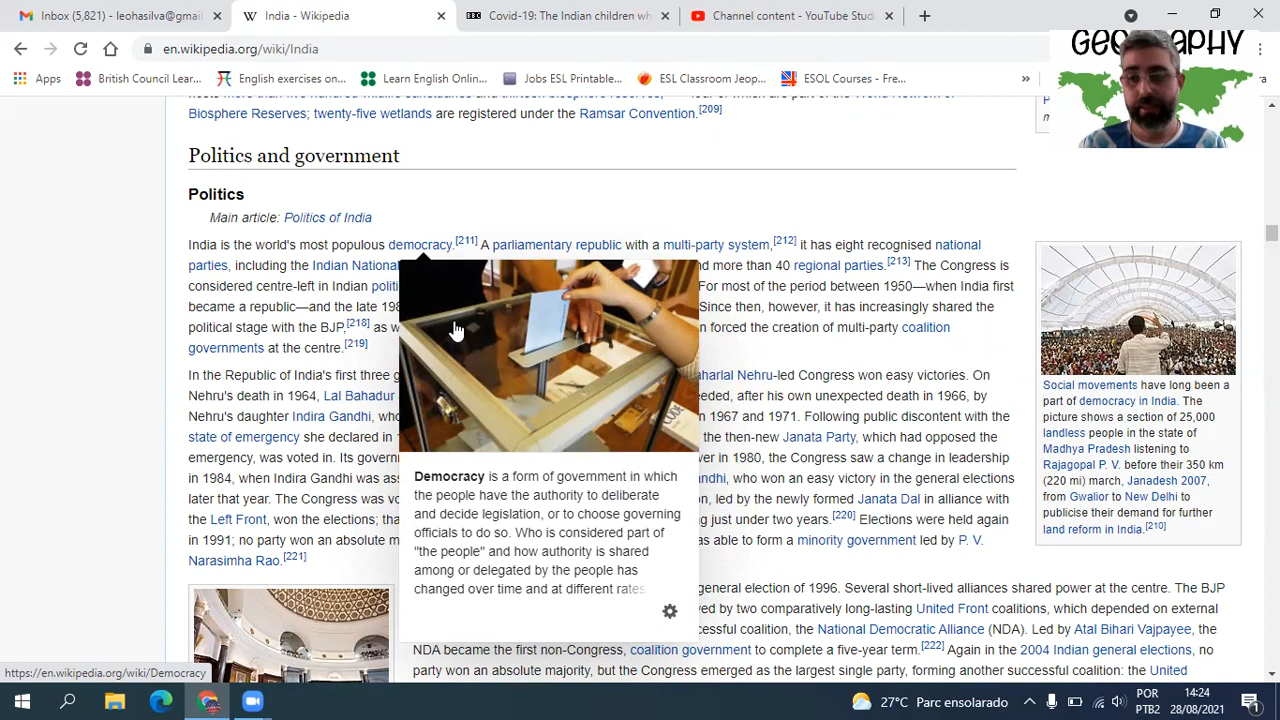 Inbox (5,821) - leohasilva@gmail
India - Wikipedia
Covid-19: The Indian children wh
Channel content - YouTube Stud
en.wikipedia.org/wiki/India
GEOGRAPHY
Apps
British Council Lear...
English exercises on...
Learn English Onlin...
Jobs ESL Printable...
ESL Classroom Jeop...
ESOL Courses - Fre...
»
Biosphere Reserves; twenty-five wetlands are registered under the Ramsar Convention.[209]
Politics and government
Politics
Main article: Politics of India
India is the world's most populous democracy.[211] A parliamentary republic with a multi-party system,[212] it has eight recognised national
parties, including the Indian National
nd more than 40 regional parties.[213] The Congress is
considered centre-left in Indian politi
For most of the period between 1950—when India first
became a republic—and the late 198
Since then, however, it has increasingly shared the
political stage with the BJP,[218] as w
n forced the creation of multi-party coalition
governments at the centre.[219]
In the Republic of India's first three g
aharlal Nehru-led Congress won easy victories. On
Nehru's death in 1964, Lal Bahadur
eeded, after his own unexpected death in 1966, by
Nehru's daughter Indira Gandhi, who
in 1967 and 1971. Following public discontent with the
state of emergency she declared in 1
the then-new Janata Party, which had opposed the
emergency, was voted in. Its govern
ver in 1980, the Congress saw a change in leadership
in 1984, when Indira Gandhi was ass
ndhi, who won an easy victory in the general elections
later that year. The Congress was vo
, led by the newly formed Janata Dal in alliance with
the Left Front, won the elections; tha
ng just under two years.[220] Elections were held again
in 1991; no party won an absolute m
as able to form a minority government led by P. V.
Narasimha Rao.[221]
Democracy is a form of government in which
the people have the authority to deliberate
and decide legislation, or to choose governing
officials to do so. Who is considered part of
"the people" and how authority is shared
among or delegated by the people has
changed over time and at different rates
general election of 1996. Several short-lived alliances shared power at the centre. The BJP
ved by two comparatively long-lasting United Front coalitions, which depended on external
cessful coalition, the National Democratic Alliance (NDA). Led by Atal Bihari Vajpayee, the
NDA became the first non-Congress, coalition government to complete a five-year term.[222] Again in the 2004 Indian general elections, no
party won an absolute majority, but the Congress emerged as the largest single party, forming another successful coalition: the United
Social movements have long been a
part of democracy in India. The
picture shows a section of 25,000
landless people in the state of
Madhya Pradesh listening to
Rajagopal P. V. before their 350 km
(220 mi) march, Janadesh 2007,
from Gwalior to New Delhi to
publicise their demand for further
land reform in India.[210]
https://en.wikipedia.org/wiki/Democracy
27°C Parc ensolarado
POR
PTB2
14:24
28/08/2021
1